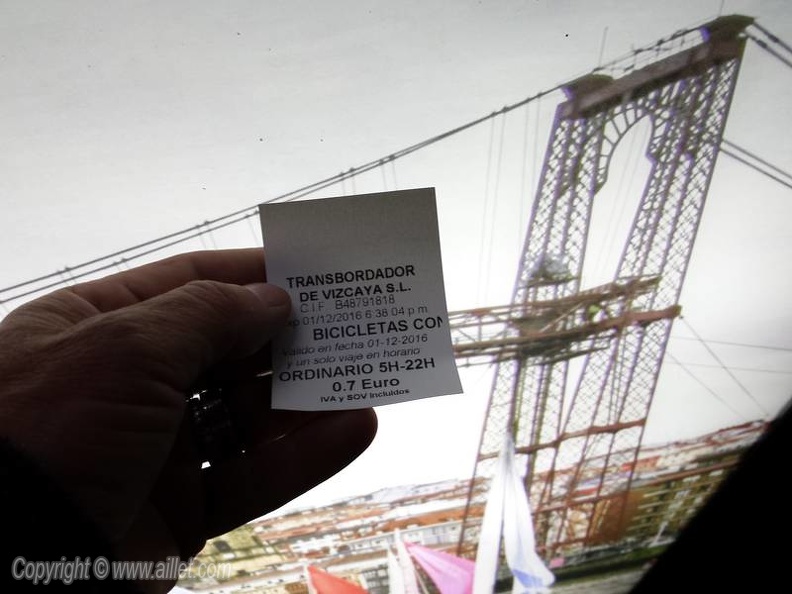 TRANSBORDADOR
DE VIZCAYA S.L.
C.I.F. B48791818
01/12/2016 6:38:04 p.m.
BICICLETAS CON
Valido en fecha 01-12-2016
y un solo viaje en horario:
ORDINARIO 5H-22H
0.7 Euro
IVA y SOV incluidos
Copyright © www.aillet.com